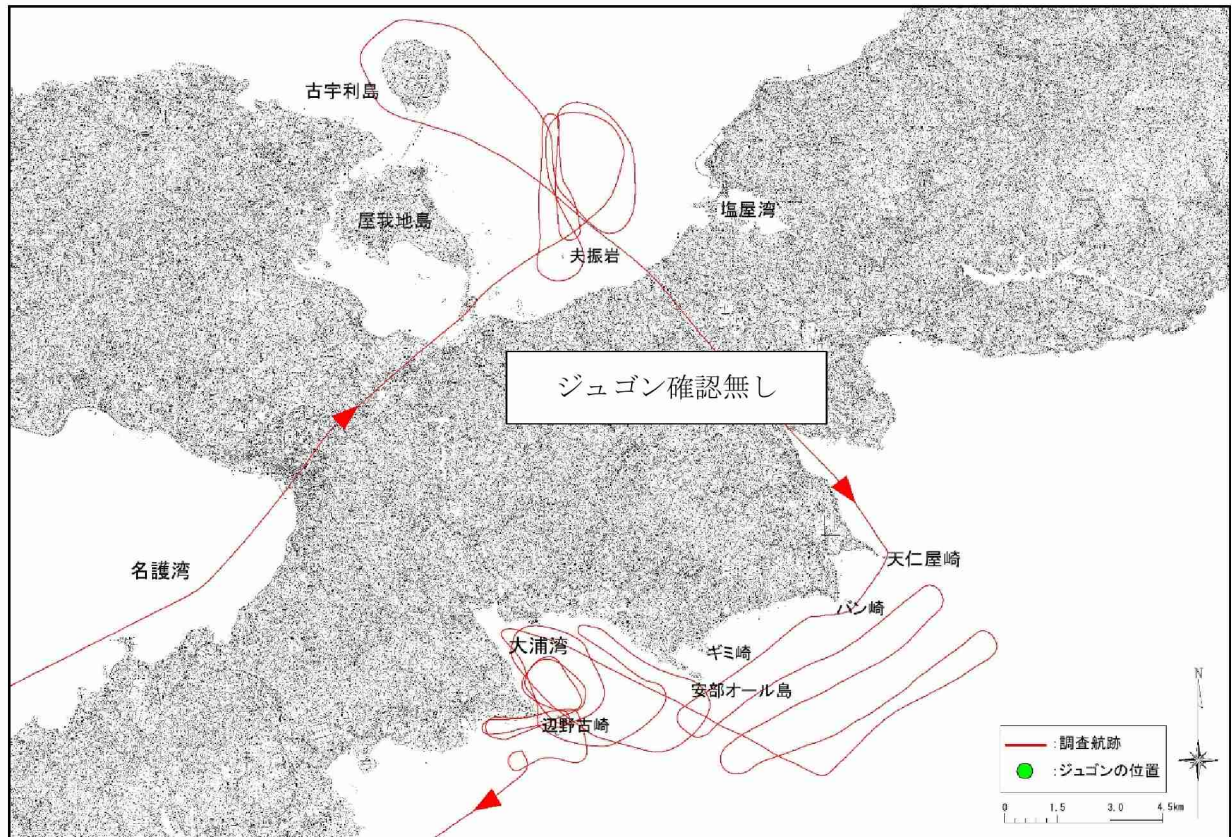 古宇利島
屋我地島
塩屋湾
夫振岩
ジュゴン確認無し
名護湾
天仁屋崎
バン崎
大浦湾
ギミ崎
安部オール島
辺野古崎
N
:調査航跡
:ジュゴンの位置
0 1.5 3.0 4.5km